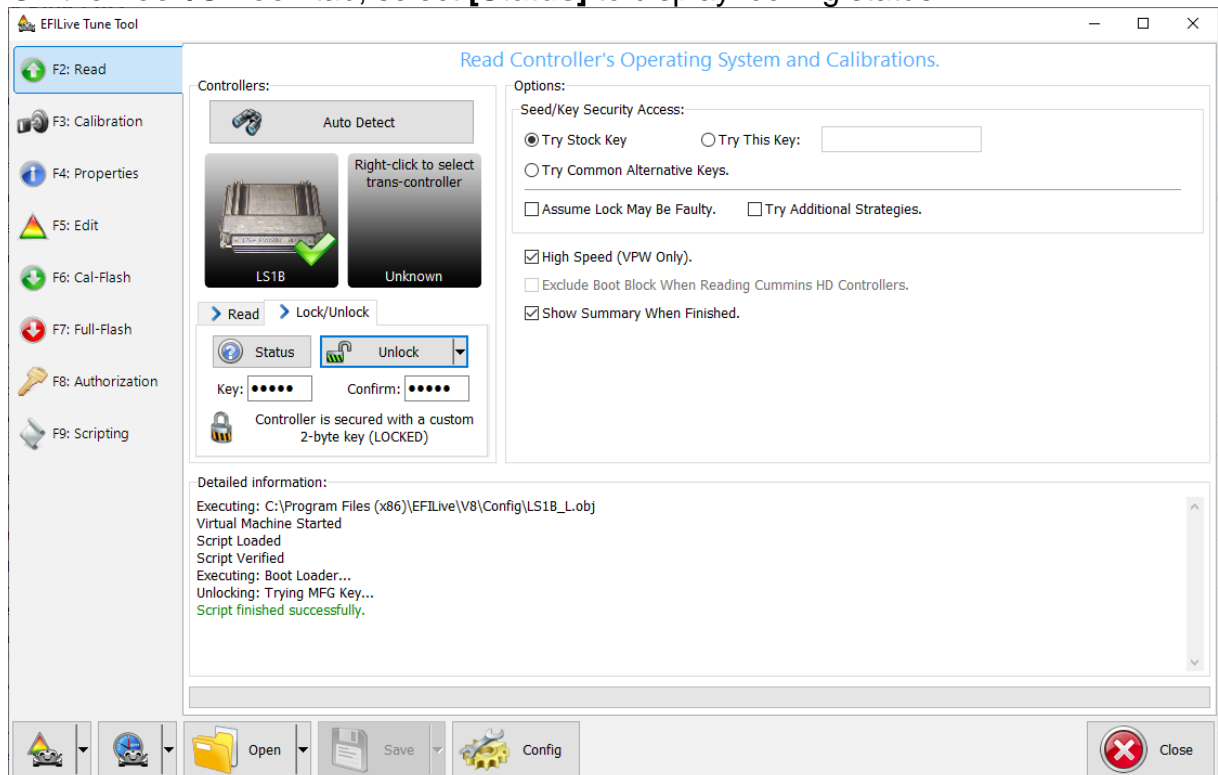 EFILive Tune Tool
F2: Read
F3: Calibration
F4: Properties
F5: Edit
F6: Cal-Flash
F7: Full-Flash
F8: Authorization
F9: Scripting
Read Controller's Operating System and Calibrations.
Controllers:
Auto Detect
LS1B
Right-click to select
trans-controller
Unknown
Read
Lock/Unlock
Status
Unlock
Key: •••••
Confirm: •••••
Controller is secured with a custom
2-byte key (LOCKED)
Options:
Seed/Key Security Access:
Try Stock Key
Try This Key:
Try Common Alternative Keys.
Assume Lock May Be Faulty.
Try Additional Strategies.
High Speed (VPW Only).
Exclude Boot Block When Reading Cummins HD Controllers.
Show Summary When Finished.
Detailed information:
Executing: C:\Program Files (x86)\EFILive\V8\Config\LS1B_L.obj
Virtual Machine Started
Script Loaded
Script Verified
Executing: Boot Loader...
Unlocking: Trying MFG Key...
Script finished successfully.
Open
Save
Config
Close